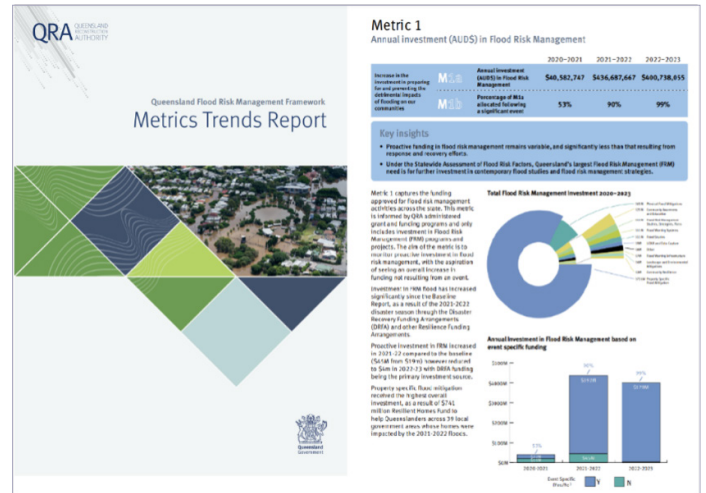 QRA
QUEENSLAND
RECONSTRUCTION
AUTHORITY
Queensland Flood Risk Management Framework
Metrics Trends Report
Queensland
Government
Metric 1
Annual investment (AUD$) in Flood Risk Management
2020-2021 2021-2022 2022-2023
Increase in the
investment in preparing
for and preventing the
detrimental impacts
of flooding on our
communities
M1a
Annual investment
(AUD$) in Flood Risk
Management
$40,582,747 $436,687,667 $400,738,055
M1b
Percentage of M1a
allocated following
a significant event
53% 90% 99%
Key insights
• Proactive funding in flood risk management remains variable, and significantly less than that resulting from
response and recovery efforts.
• Under the Statewide Assessment of Flood Risk Factors, Queensland's largest Flood Risk Management (FRM)
need is for further investment in contemporary flood studies and flood risk management strategies.
Metric 1 captures the funding
approved for flood risk management
activities across the state. This metric
is informed by QRA administered
grant and funding programs and only
includes investment in Flood Risk
Management (FRM) programs and
projects. The aim of the metric is to
monitor proactive investment in flood
risk management, with the aspiration
of seeing an overall increase in
funding not resulting from an event.
Investment in FRM flood has increased
significantly since the Baseline
Report, as a result of the 2021-2022
disaster season through the Disaster
Recovery Funding Arrangements
(DRFA) and other Resilience Funding
Arrangements.
Proactive investment in FRM increased
in 2021-22 compared to the baseline
($43M from $19m) however reduced
to $4m in 2022-23 with DRFA funding
being the primary investment source.
Property specific flood mitigation
received the highest overall
investment, as a result of $741
million Resilient Homes Fund to
help Queenslanders across 39 local
government areas whose homes were
impacted by the 2021-2022 floods.
Total Flood Risk Management Investment 2020-2023
Annual Investment in Flood Risk Management based on
event specific funding
$500M
$400M
$300M
$200M
$100M
$0M
53%
90%
99%
2020-2021 2021-2022 2022-2023
Event Specific
Y N